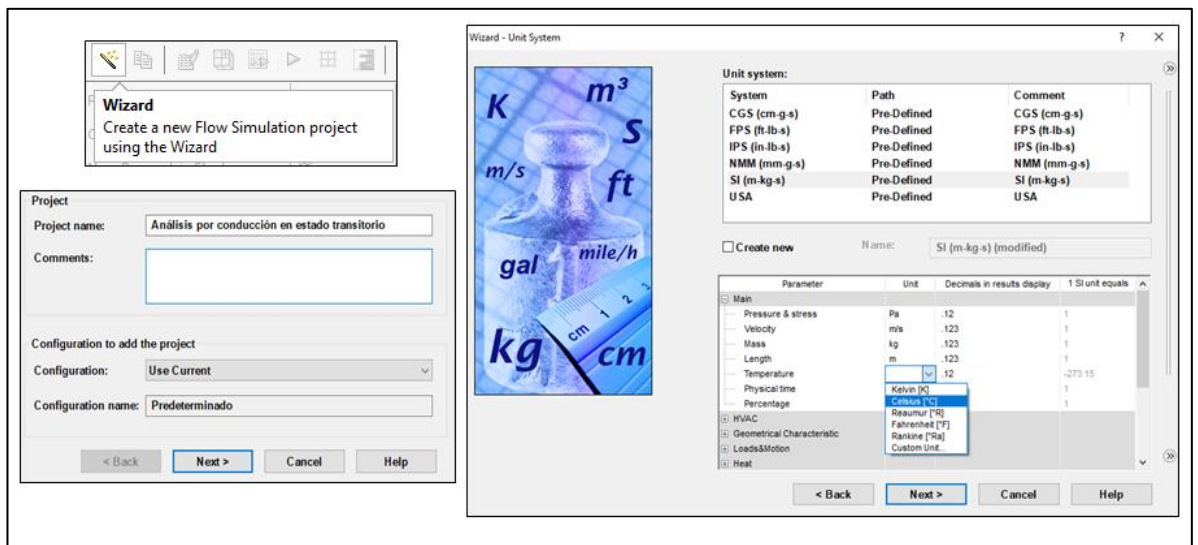 Wizard
Create a new Flow Simulation project
using the Wizard
Project
Project name: Análisis por conducción en estado transitorio
Comments:
Configuration to add the project
Configuration: Use Current
Configuration name: Predeterminado
< Back Next > Cancel Help
Wizard - Unit System ? ×
K m³
S
m/s ft
gal mile/h
cm 1 2 3
kg cm
Unit system:
System Path Comment
CGS (cm-g-s) Pre-Defined CGS (cm-g-s)
FPS (ft-lb-s) Pre-Defined FPS (ft-lb-s)
IPS (in-lb-s) Pre-Defined IPS (in-lb-s)
NMM (mm-g-s) Pre-Defined NMM (mm-g-s)
SI (m-kg-s) Pre-Defined SI (m-kg-s)
USA Pre-Defined USA
Create new Name: SI (m-kg-s) (modified)
Parameter Unit Decimals in results display 1 SI unit equals
Main
Pressure & stress Pa .12 1
Velocity m/s .123 1
Mass kg .123 1
Length m .123 1
Temperature .12 -273.15
Physical time 1
Percentage 1
Kelvin [K]
Celsius [°C]
Reaumur [°R]
Fahrenheit [°F]
Rankine [°Ra]
Custom Unit...
HVAC
Geometrical Characteristic
Loads&Motion
Heat
< Back Next > Cancel Help